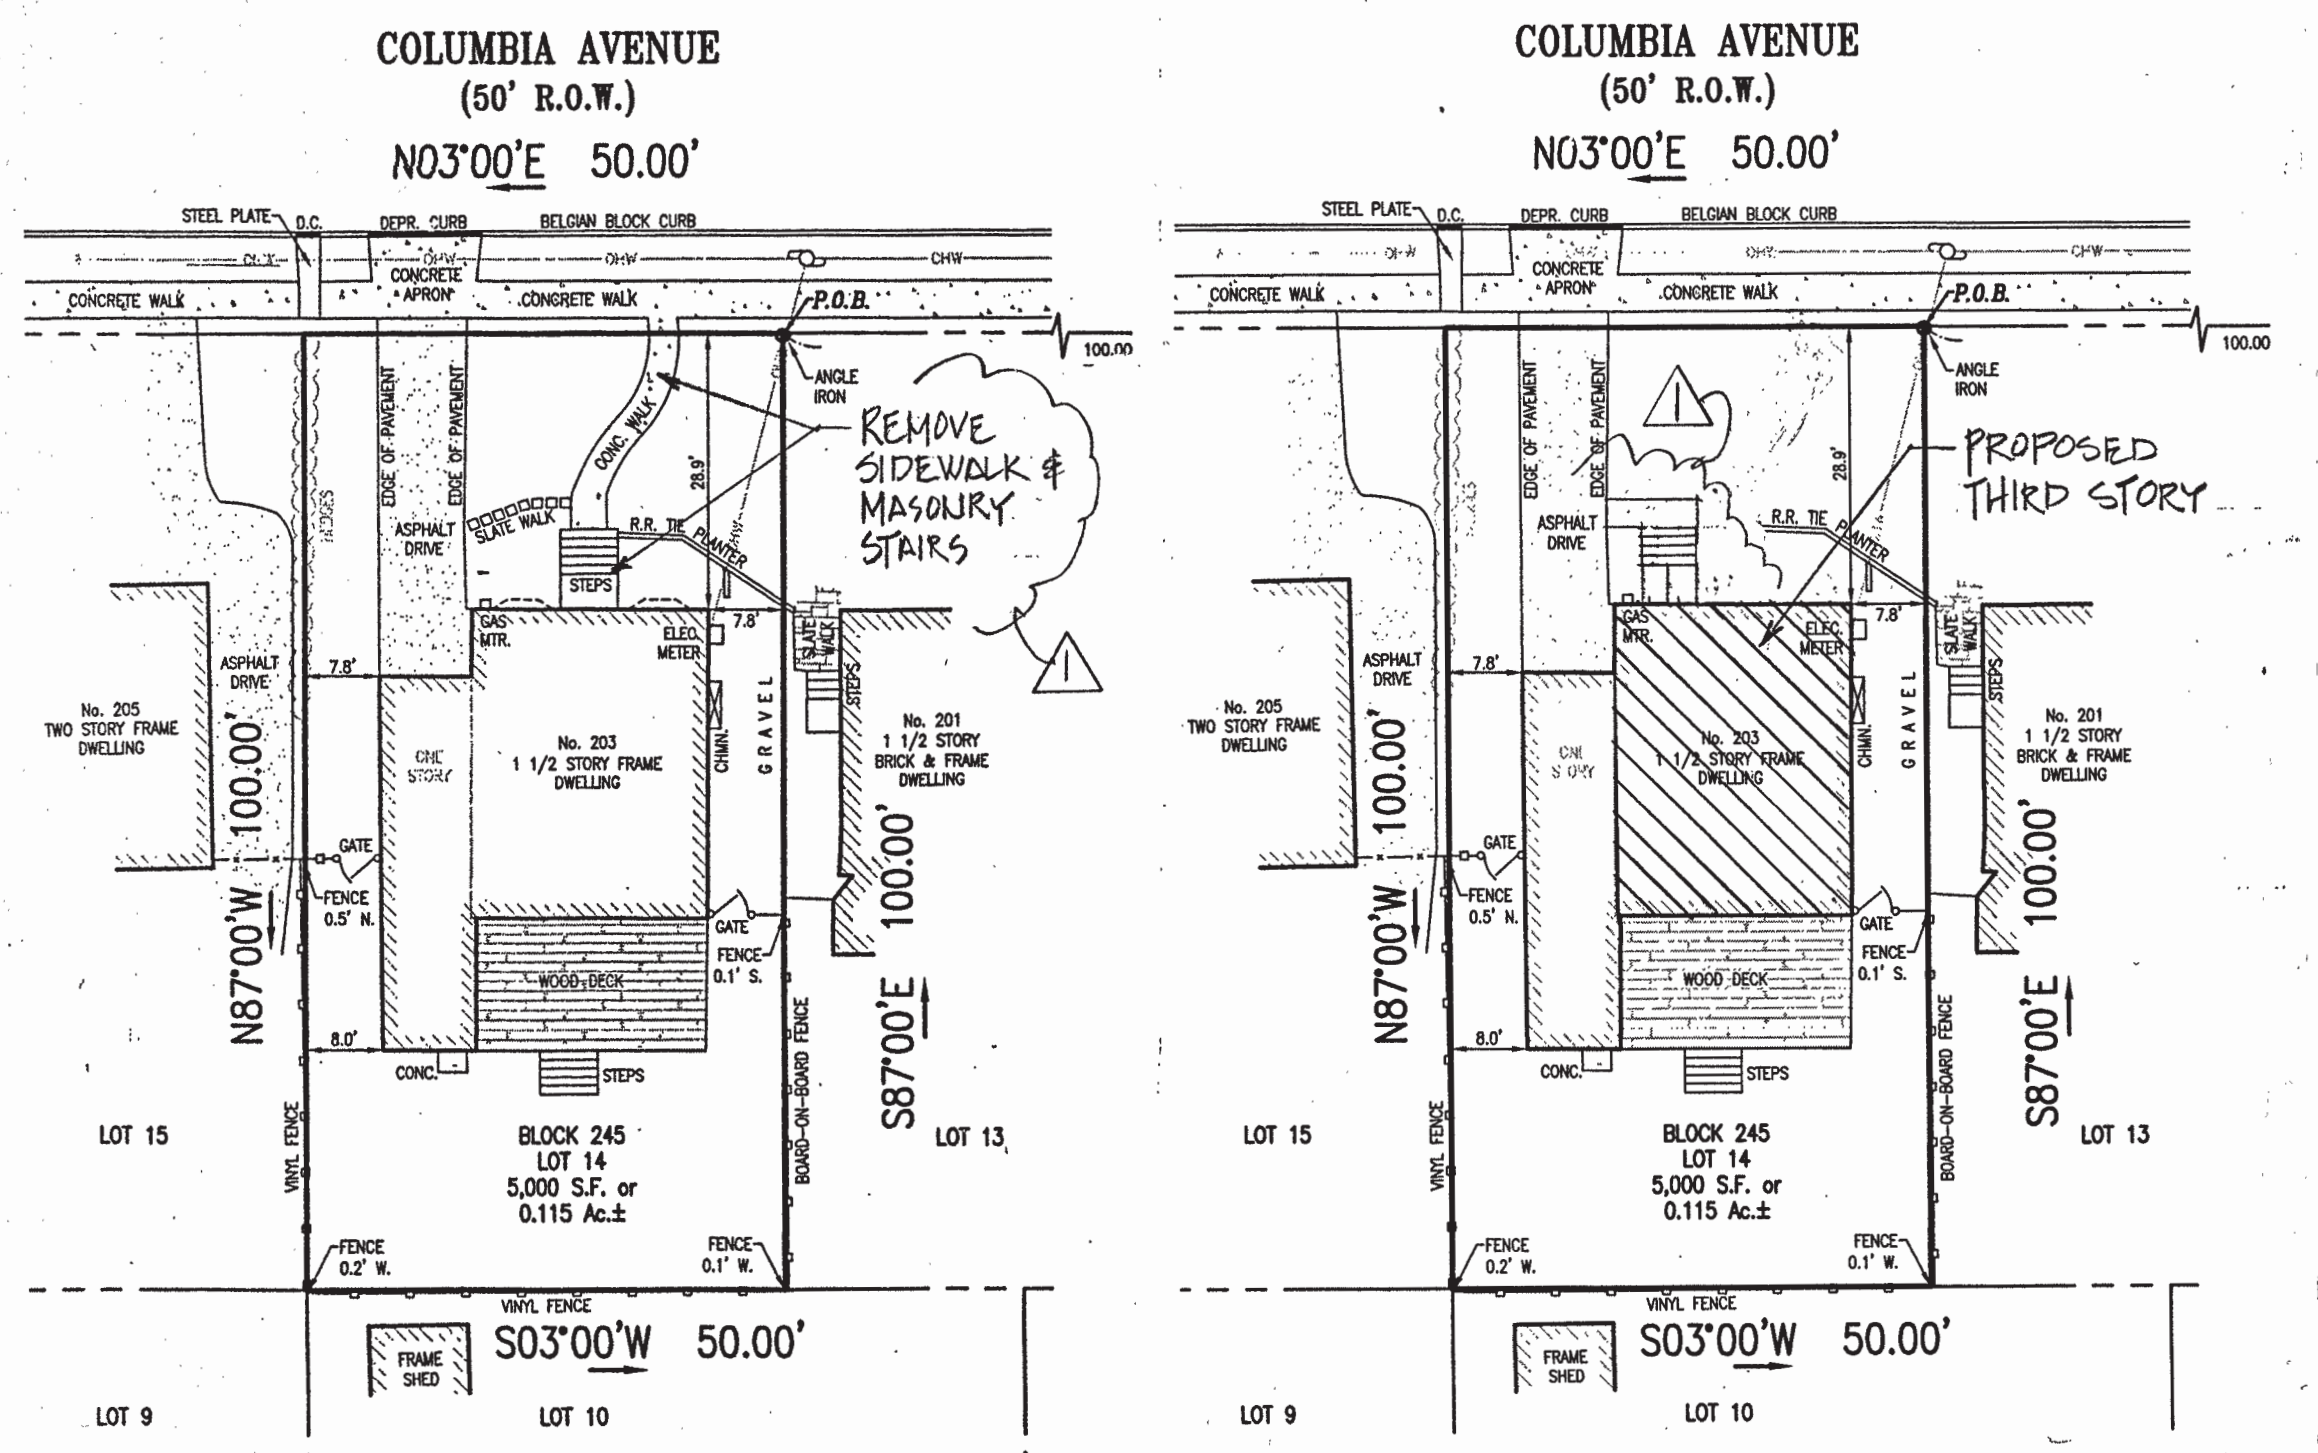 COLUMBIA AVENUE
(50' R.O.W.)
N03°00'E 50.00'
STEEL PLATE
D.C.
DEPR. CURB
BELGIAN BLOCK CURB
OHW
OHW
OHW
CONCRETE
APRON
CONCRETE WALK
CONCRETE WALK
P.O.B.
100.00
ANGLE
IRON
EDGE OF PAVEMENT
EDGE OF PAVEMENT
CONC. WALK
28.9'
REMOVE
SIDEWALK &
MASONRY
STAIRS
HEDGES
ASPHALT
DRIVE
SLATE WALK
R.R. TIE PLANTER
STEPS
GAS
MTR.
ELEC.
METER
7.8'
SLATE
WALK
STEPS
1
ASPHALT
DRIVE
7.8'
No. 205
TWO STORY FRAME
DWELLING
ONE
STORY
No. 203
1 1/2 STORY FRAME
DWELLING
CHMN.
GRAVEL
No. 201
1 1/2 STORY
BRICK & FRAME
DWELLING
N87°00'W 100.00'
S87°00'E 100.00'
GATE
FENCE
0.5' N.
GATE
FENCE
0.1' S.
WOOD DECK
8.0'
CONC.
STEPS
VINYL FENCE
BOARD-ON-BOARD FENCE
LOT 15
BLOCK 245
LOT 14
5,000 S.F. or
0.115 Ac.±
LOT 13
FENCE
0.2' W.
FENCE
0.1' W.
VINYL FENCE
S03°00'W 50.00'
FRAME
SHED
LOT 9
LOT 10
COLUMBIA AVENUE
(50' R.O.W.)
N03°00'E 50.00'
STEEL PLATE
D.C.
DEPR. CURB
BELGIAN BLOCK CURB
OHW
OHW
OHW
CONCRETE
APRON
CONCRETE WALK
CONCRETE WALK
P.O.B.
100.00
ANGLE
IRON
EDGE OF PAVEMENT
EDGE OF PAVEMENT
1
28.9'
PROPOSED
THIRD STORY
ASPHALT
DRIVE
R.R. TIE PLANTER
GAS
MTR.
ELEC.
METER
7.8'
SLATE
WALK
STEPS
ASPHALT
DRIVE
7.8'
No. 205
TWO STORY FRAME
DWELLING
STORY
No. 203
1 1/2 STORY FRAME
DWELLING
CHMN.
GRAVEL
No. 201
1 1/2 STORY
BRICK & FRAME
DWELLING
N87°00'W 100.00'
S87°00'E 100.00'
GATE
FENCE
0.5' N.
GATE
FENCE
0.1' S.
WOOD DECK
8.0'
CONC.
STEPS
VINYL FENCE
BOARD-ON-BOARD FENCE
LOT 15
BLOCK 245
LOT 14
5,000 S.F. or
0.115 Ac.±
LOT 13
FENCE
0.2' W.
FENCE
0.1' W.
VINYL FENCE
S03°00'W 50.00'
FRAME
SHED
LOT 9
LOT 10